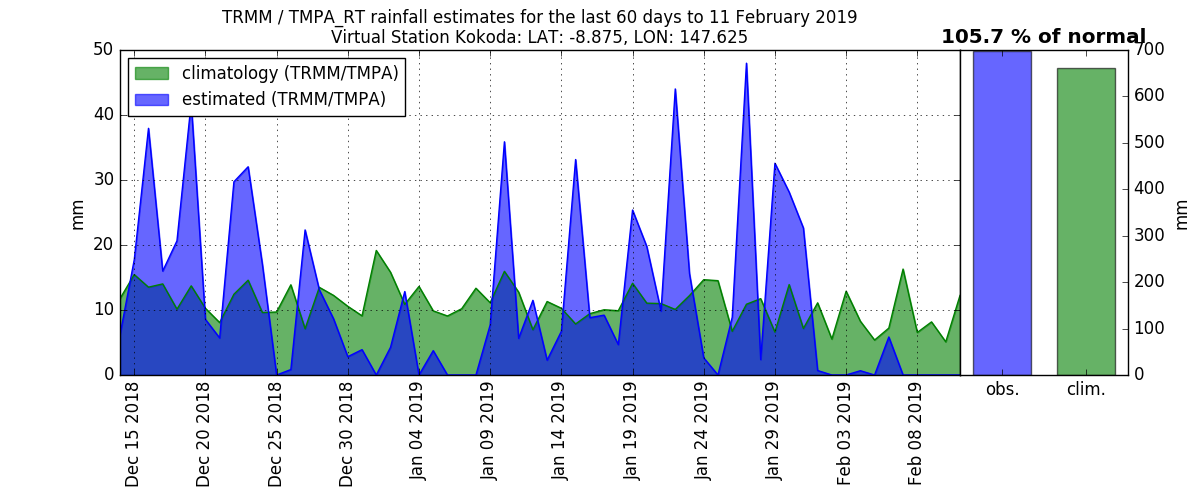 TRMM / TMPA_RT rainfall estimates for the last 60 days to 11 February 2019
Virtual Station Kokoda: LAT: -8.875, LON: 147.625
105.7 % of normal
climatology (TRMM/TMPA)
estimated (TRMM/TMPA)
50
40
30
20
10
0
mm
Dec 15 2018
Dec 20 2018
Dec 25 2018
Dec 30 2018
Jan 04 2019
Jan 09 2019
Jan 14 2019
Jan 19 2019
Jan 24 2019
Jan 29 2019
Feb 03 2019
Feb 08 2019
obs.
clim.
700
600
500
400
300
200
100
0
mm